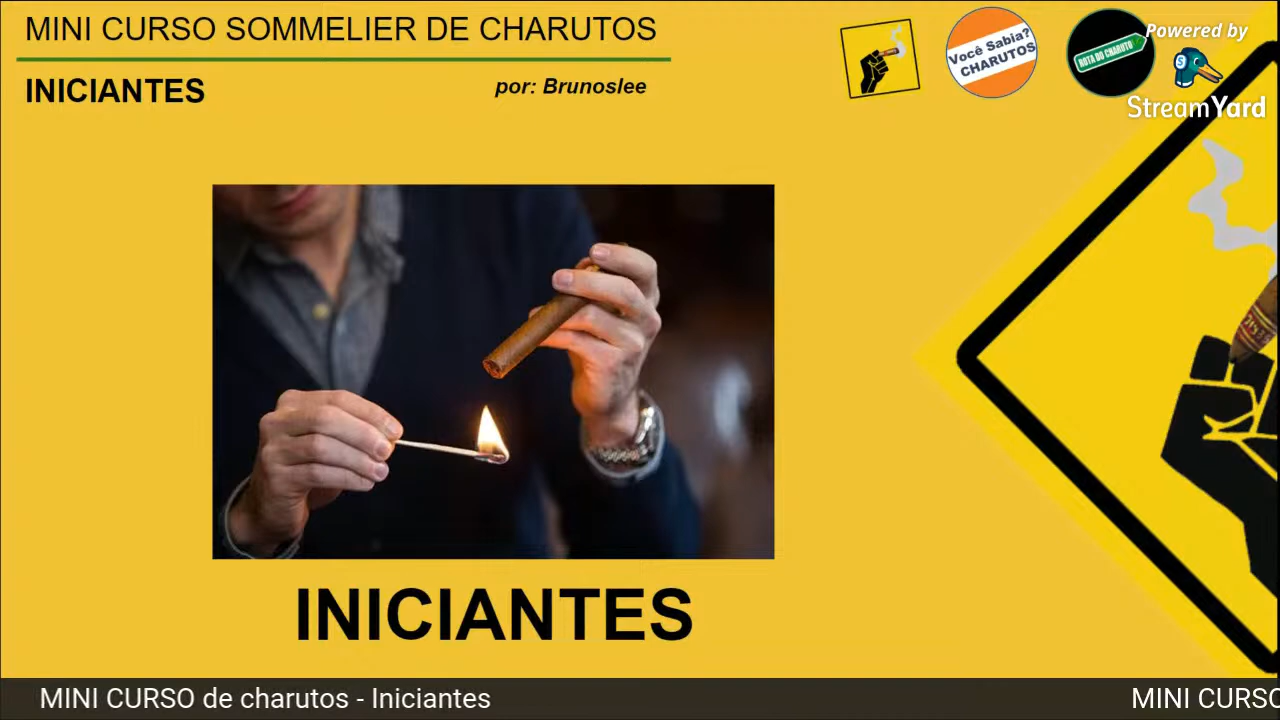 MINI CURSO SOMMELIER DE CHARUTOS
INICIANTES
por: Brunoslee
Você Sabia?
CHARUTOS
ROTA DO CHARUTO
Powered by
S
StreamYard
INICIANTES
MINI CURSO de charutos - Iniciantes
MINI CURSO